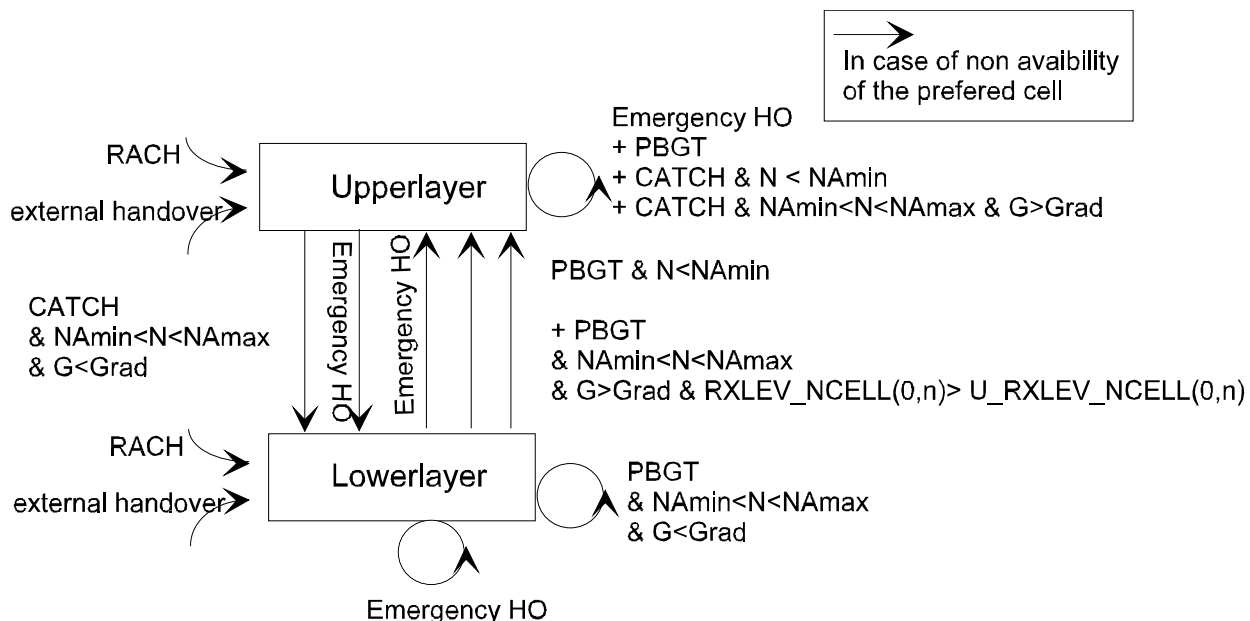 In case of non avaibility
of the prefered cell
Emergency HO
+ PBGT
+ CATCH & N < NAmin
+ CATCH & NAmin<N<NAmax & G>Grad
RACH
Upperlayer
external handover
Emergency HO
Emergency HO
PBGT & N<NAmin
CATCH
& NAmin<N<NAmax
& G<Grad
+ PBGT
& NAmin<N<NAmax
& G>Grad & RXLEV_NCELL(0,n)> U_RXLEV_NCELL(0,n)
RACH
Lowerlayer
external handover
PBGT
& NAmin<N<NAmax
& G<Grad
Emergency HO